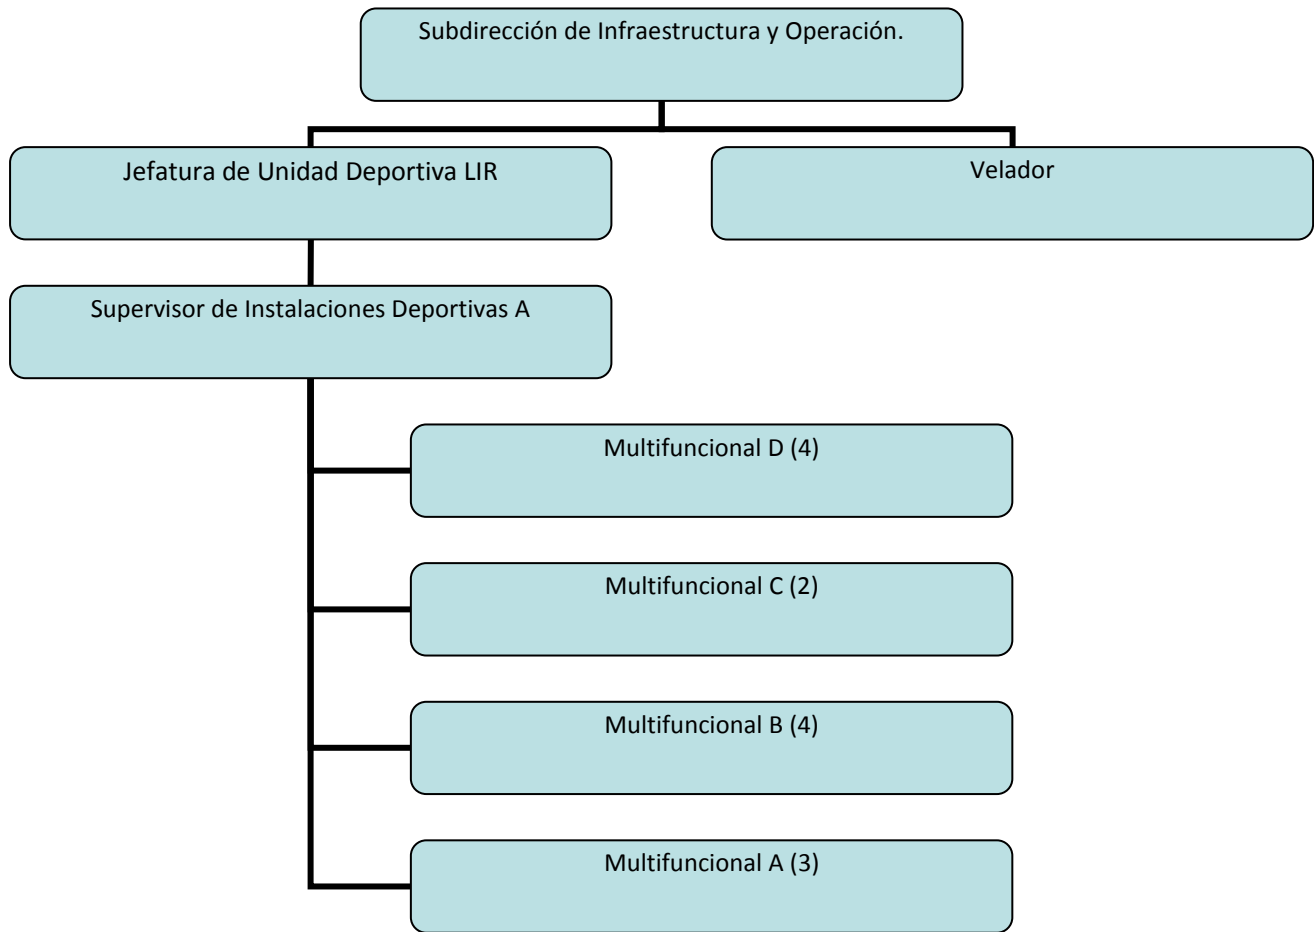 Subdirección de Infraestructura y Operación.
Jefatura de Unidad Deportiva LIR
Velador
Supervisor de Instalaciones Deportivas A
Multifuncional D (4)
Multifuncional C (2)
Multifuncional B (4)
Multifuncional A (3)